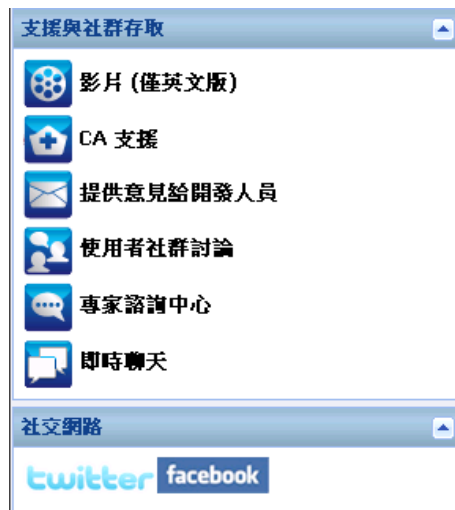 支援與社群存取
影片 (僅英文版)
CA 支援
提供意見給開發人員
使用者社群討論
專家諮詢中心
即時聊天
社交網路
twitter facebook